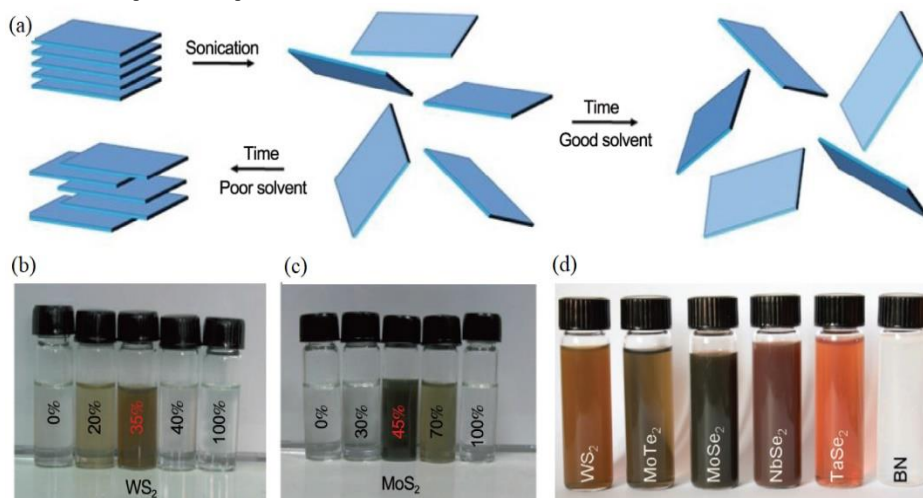 (a)
Sonication
Time
Good solvent
Time
Poor solvent
(b)
0%
20%
35%
40%
100%
WS₂
(c)
0%
30%
45%
70%
100%
MoS₂
(d)
WS₂
MoTe₂
MoSe₂
NbSe₂
TaSe₂
BN